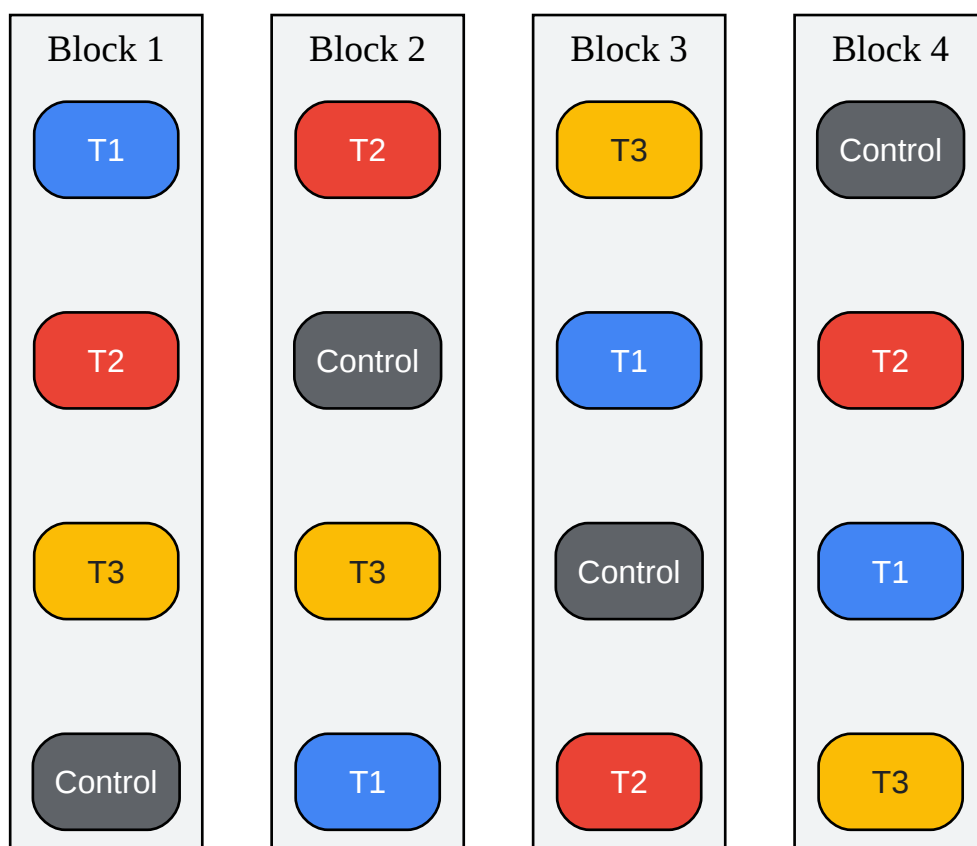 Block 1
T1
T2
T3
Control
Block 2
T2
Control
T3
T1
Block 3
T3
T1
Control
T2
Block 4
Control
T2
T1
T3